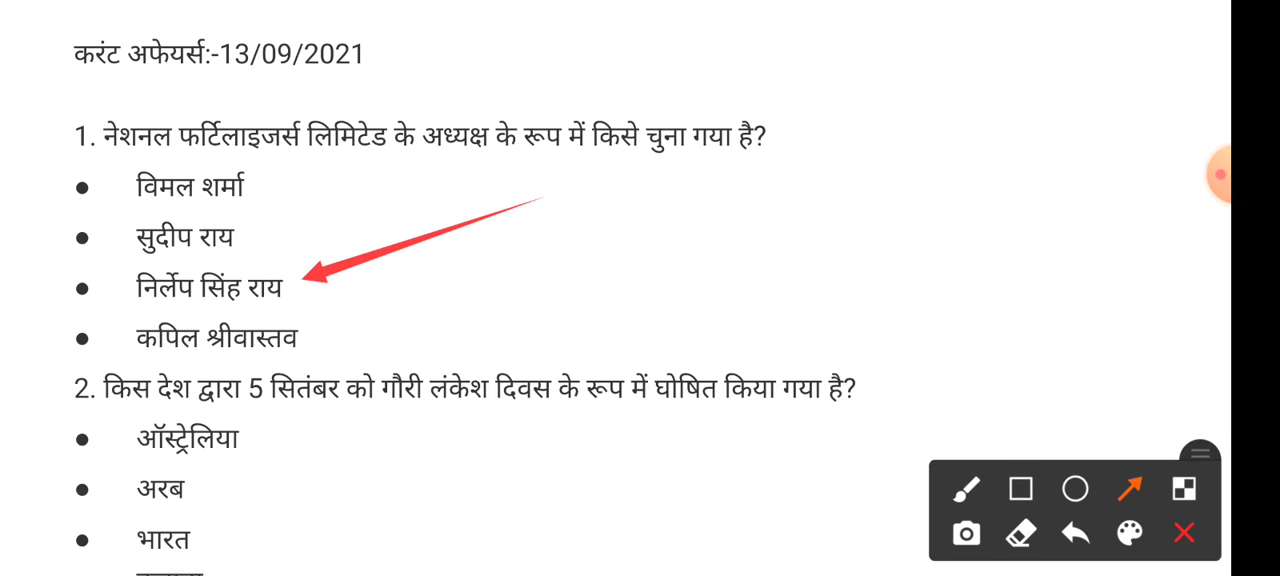 करंट अफेयर्स:-13/09/2021
1. नेशनल फर्टिलाइजर्स लिमिटेड के अध्यक्ष के रूप में किसे चुना गया है?
● विमल शर्मा
● सुदीप राय
● निर्लेप सिंह राय
● कपिल श्रीवास्तव
2. किस देश द्वारा 5 सितंबर को गौरी लंकेश दिवस के रूप में घोषित किया गया है?
● ऑस्ट्रेलिया
● अरब
● भारत